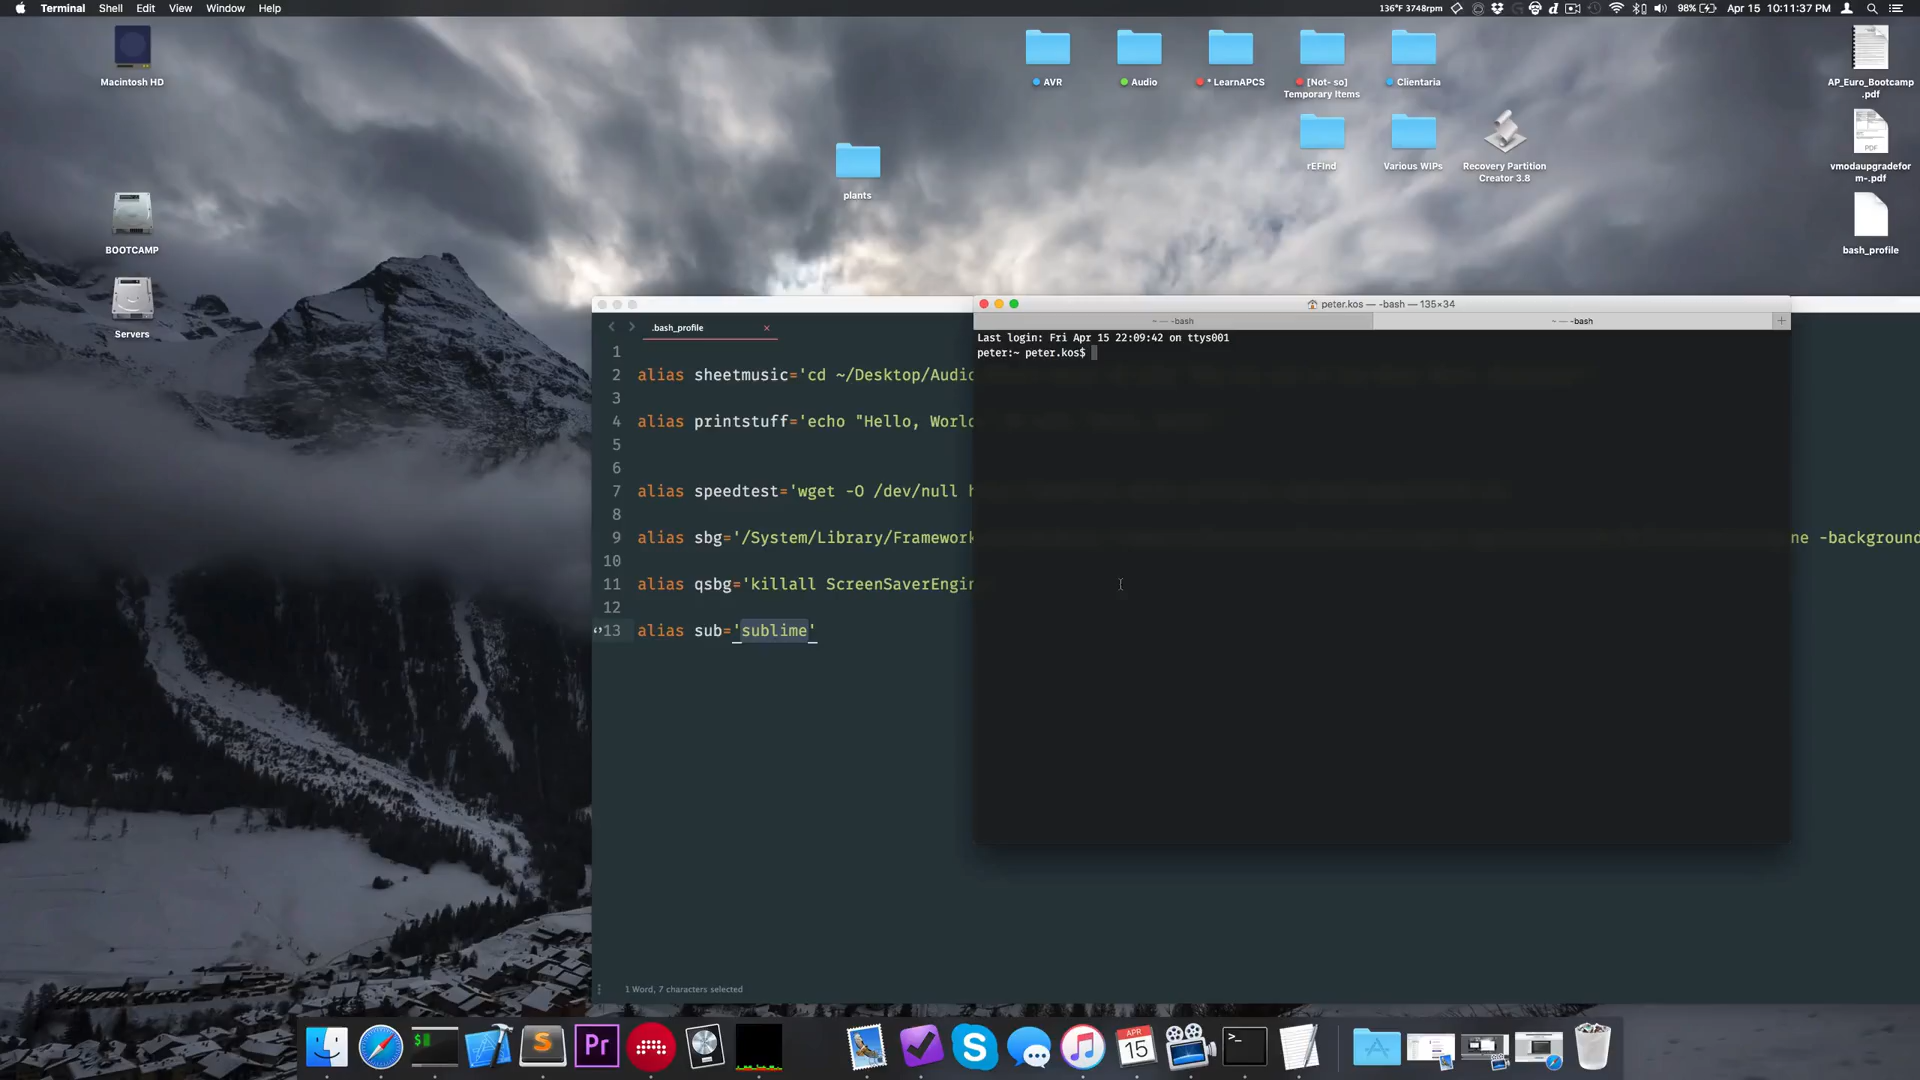 Terminal Shell Edit View Window Help
136°F 3748rpm 98% Apr 15 10:11:37 PM
Macintosh HD
BOOTCAMP
Servers
AVR
Audio
* LearnAPCS
[Not- so]
Temporary Items
Clientaria
rEFInd
Various WIPs
Recovery Partition
Creator 3.8
plants
AP_Euro_Bootcamp
.pdf
PDF
vmodaupgradefor
m-.pdf
bash_profile
.bash_profile
1
2 alias sheetmusic='cd ~/Desktop/Audio
3
4 alias printstuff='echo "Hello, World
5
6
7 alias speedtest='wget -O /dev/null h
8
9 alias sbg='/System/Library/Framework
ne -background
10
11 alias qsbg='killall ScreenSaverEngin
12
13 alias sub='sublime'
1 Word, 7 characters selected
peter.kos — -bash — 135×34
~ — -bash
~ — -bash
Last login: Fri Apr 15 22:09:42 on ttys001
peter:~ peter.kos$
$
S
Pr
S
APR
15
>_